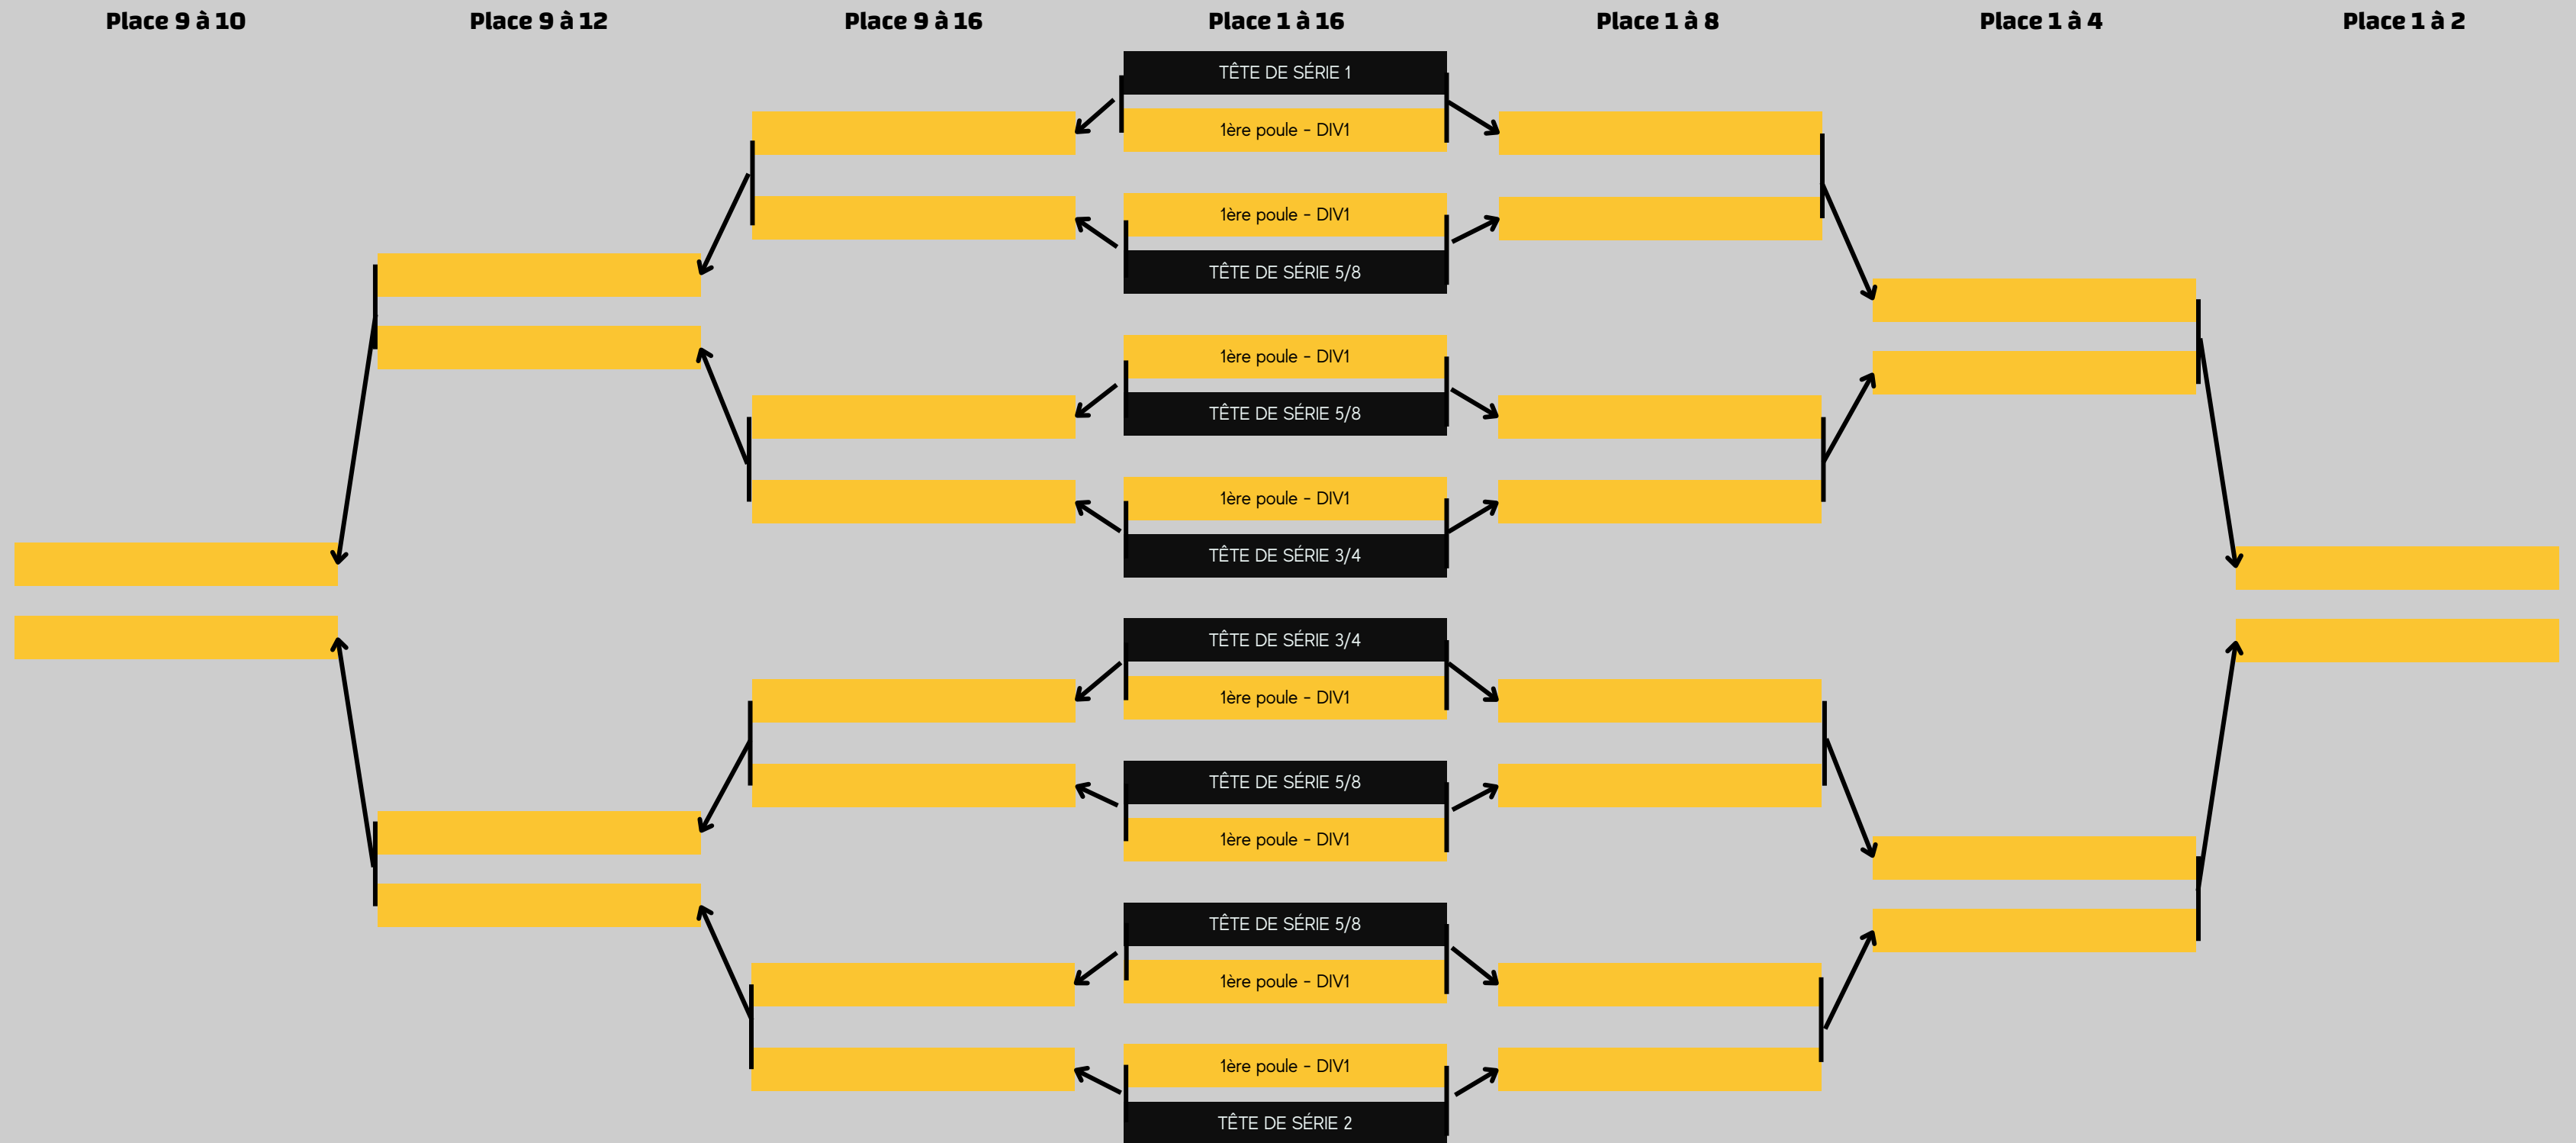 Place 9 à 10
Place 9 à 12
Place 9 à 16
Place 1 à 16
Place 1 à 8
Place 1 à 4
Place 1 à 2
TÊTE DE SÉRIE 1
1ère poule - DIV1
1ère poule - DIV1
TÊTE DE SÉRIE 5/8
1ère poule - DIV1
TÊTE DE SÉRIE 5/8
1ère poule - DIV1
TÊTE DE SÉRIE 3/4
TÊTE DE SÉRIE 3/4
1ère poule - DIV1
TÊTE DE SÉRIE 5/8
1ère poule - DIV1
TÊTE DE SÉRIE 5/8
1ère poule - DIV1
1ère poule - DIV1
TÊTE DE SÉRIE 2